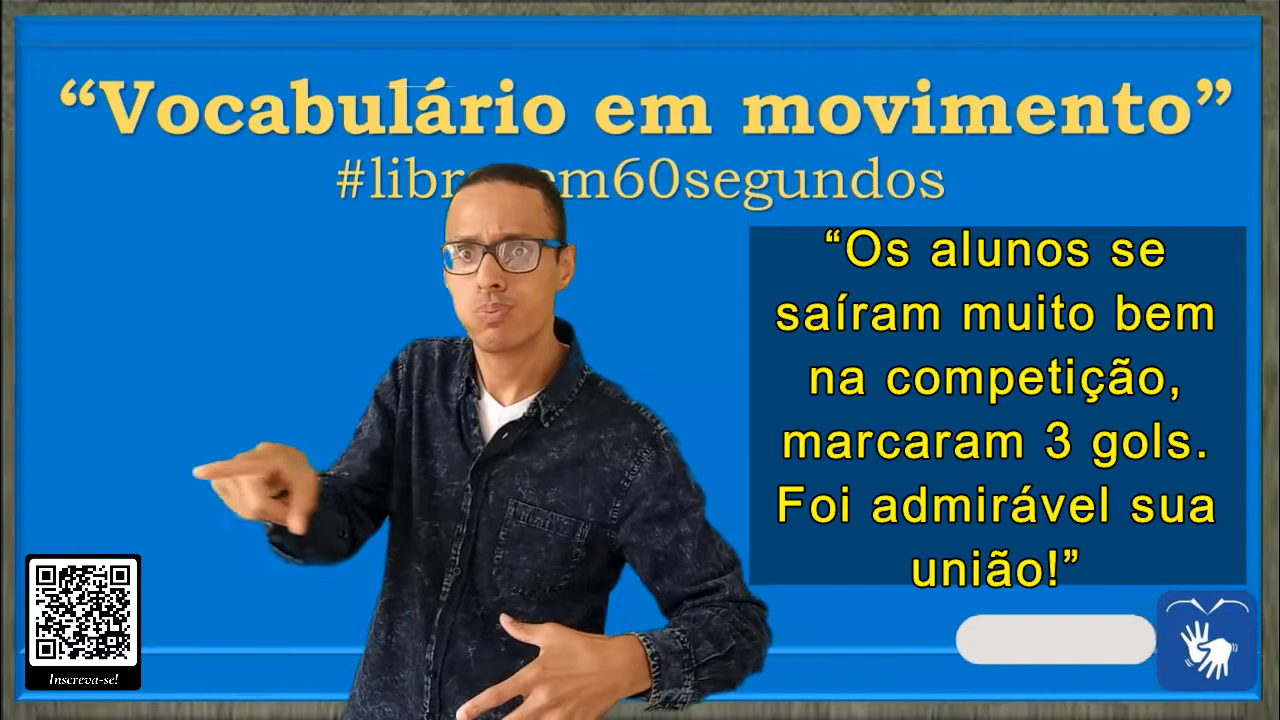 “Vocabulário em movimento”
#libr em60segundos
“Os alunos se
saíram muito bem
na competição,
marcaram 3 gols.
Foi admirável sua
união!”
Inscreva-se!